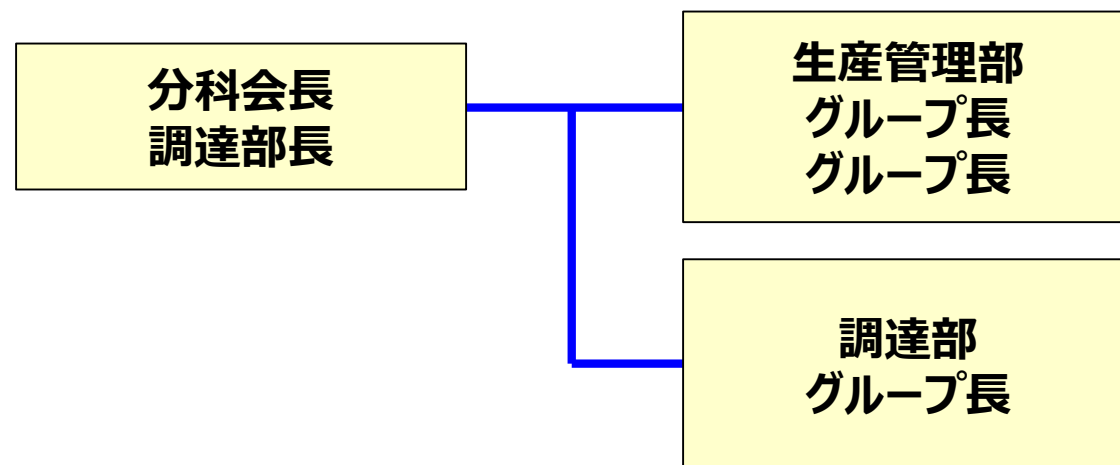 分科会長
調達部長
生産管理部
グループ長
グループ長
調達部
グループ長